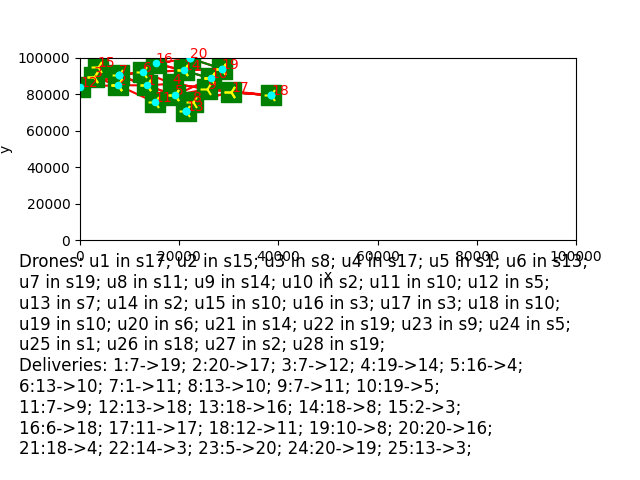 20
15
16
19
100000
80000
60000
40000
20000
0
y
17
18
0
20000
40000
60000
80000
100000
x
Drones: u1 in s17; u2 in s15; u3 in s8; u4 in s17; u5 in s1; u6 in s13;
u7 in s19; u8 in s11; u9 in s14; u10 in s2; u11 in s10; u12 in s5;
u13 in s7; u14 in s2; u15 in s10; u16 in s3; u17 in s3; u18 in s10;
u19 in s10; u20 in s6; u21 in s14; u22 in s19; u23 in s9; u24 in s5;
u25 in s1; u26 in s18; u27 in s2; u28 in s19;
Deliveries: 1:7->19; 2:20->17; 3:7->12; 4:19->14; 5:16->4;
6:13->10; 7:1->11; 8:13->10; 9:7->11; 10:19->5;
11:7->9; 12:13->18; 13:18->16; 14:18->8; 15:2->3;
16:6->18; 17:11->17; 18:12->11; 19:10->8; 20:20->16;
21:18->4; 22:14->3; 23:5->20; 24:20->19; 25:13->3;